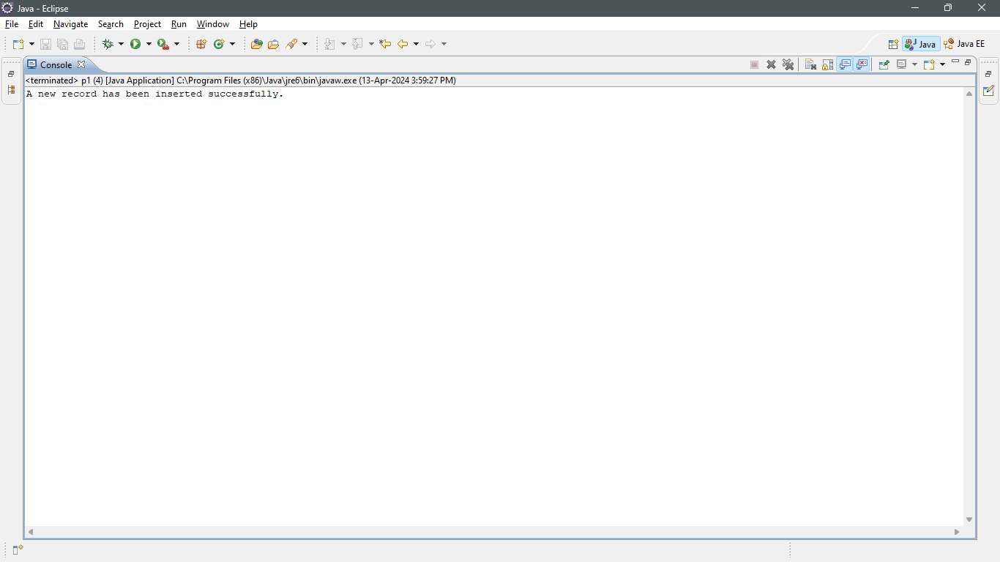 Java - Eclipse
File Edit Navigate Search Project Run Window Help
Java Java EE
Console
<terminated> p1 (4) [Java Application] C:\Program Files (x86)\Java\jre6\bin\javaw.exe (13-Apr-2024 3:59:27 PM)
A new record has been inserted successfully.